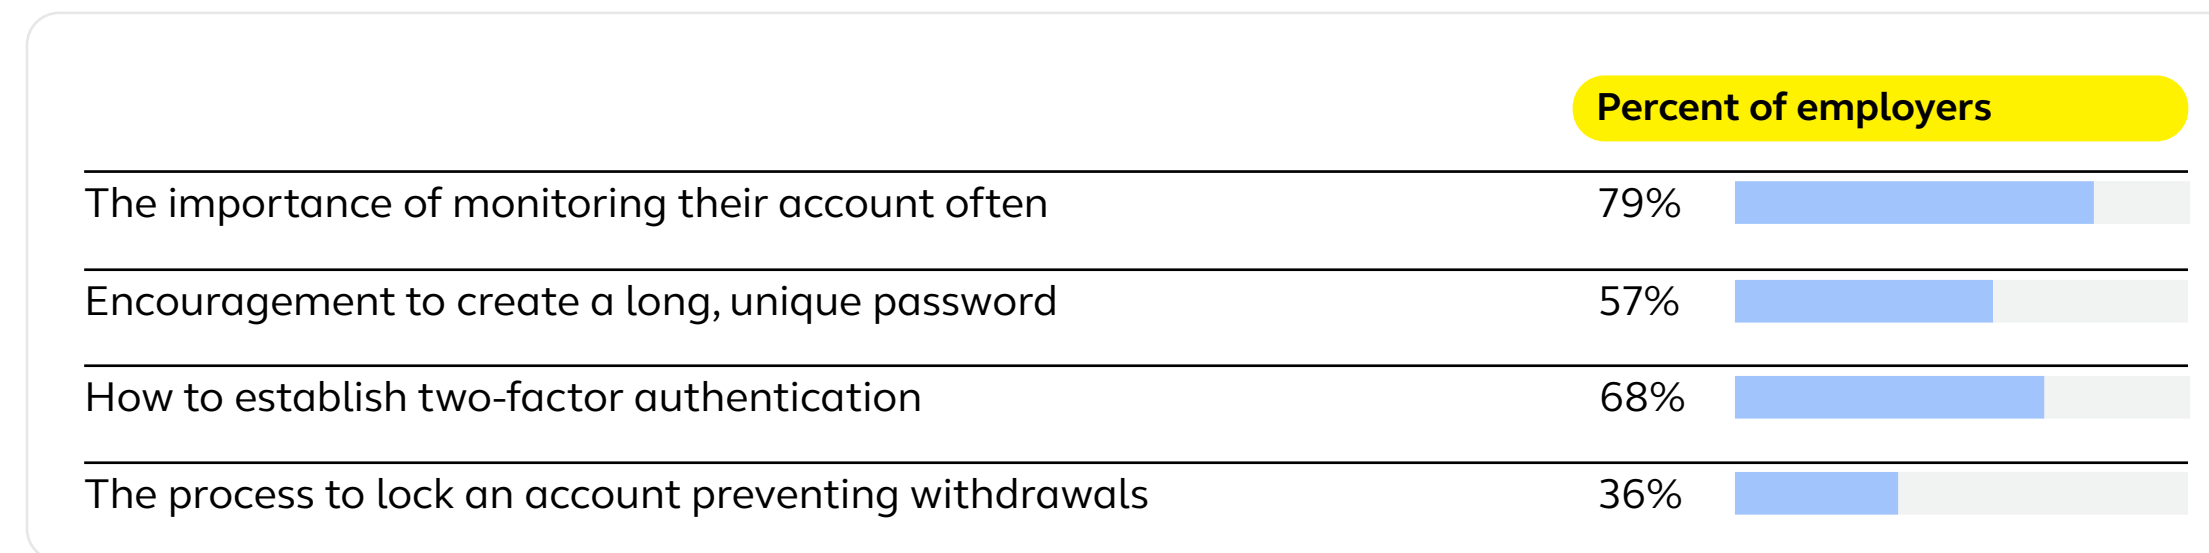 Percent of employers
The importance of monitoring their account often 79%
Encouragement to create a long, unique password 57%
How to establish two-factor authentication 68%
The process to lock an account preventing withdrawals 36%